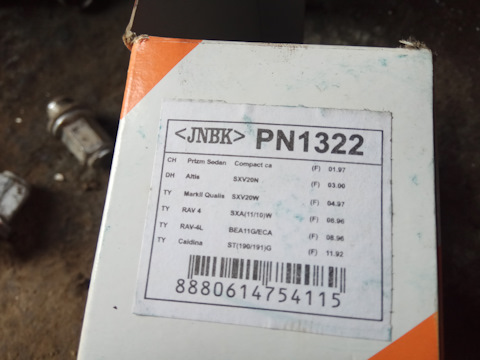 <JNBK> PN1322
CH Prizm Sedan Compact ca (F) 01.97
DH Altis SXV20N (F) 03.00
TY MarkII Qualis SXV20W (F) 04.97
TY RAV 4 SXA(11/10)W (F) 08.96
TY RAV-4L BEA11G/ECA (F) 08.96
TY Caldina ST(190/191)G (F) 11.92
8880614754115